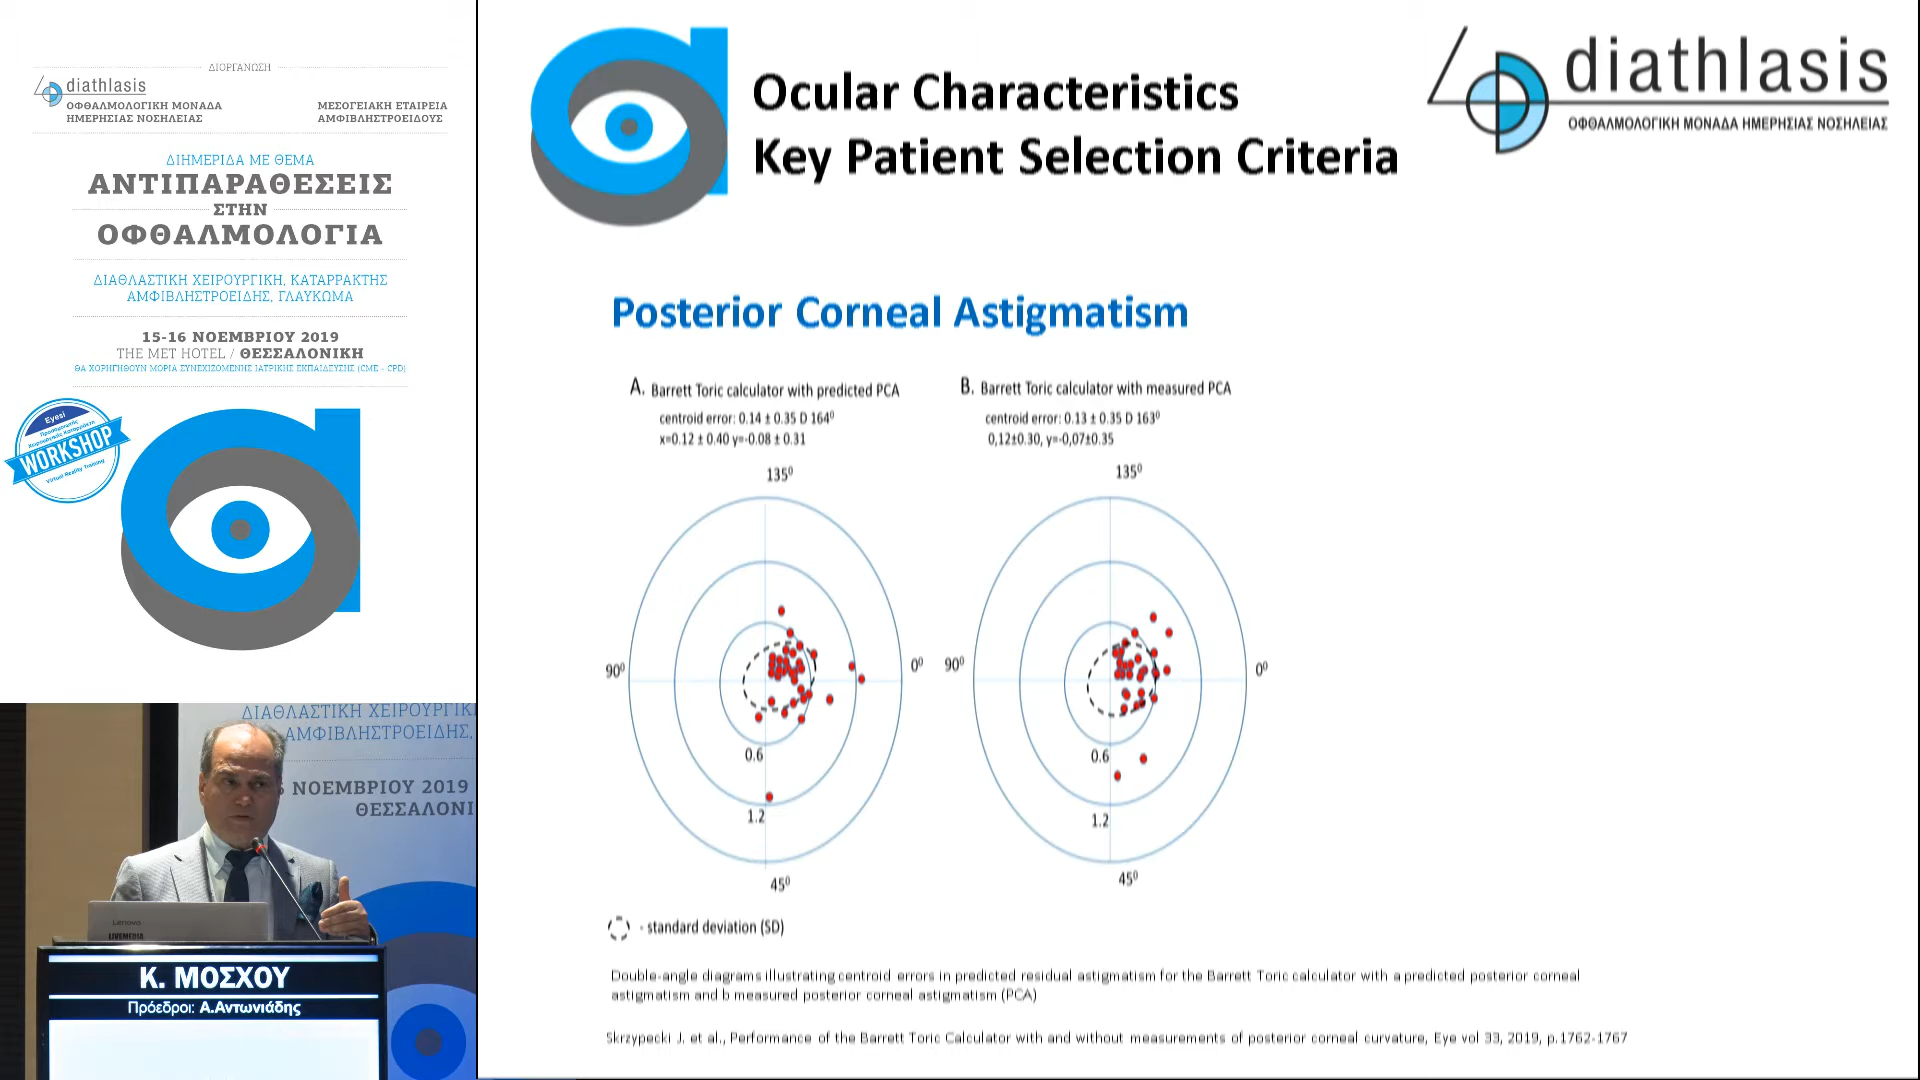 ΔΙΟΡΓΑΝΩΣΗ
diathlasis
ΟΦΘΑΛΜΟΛΟΓΙΚΗ ΜΟΝΑΔΑ
ΗΜΕΡΗΣΙΑΣ ΝΟΣΗΛΕΙΑΣ
ΜΕΣΟΓΕΙΑΚΗ ΕΤΑΙΡΕΙΑ
ΑΜΦΙΒΛΗΣΤΡΟΕΙΔΟΥΣ
ΔΙΗΜΕΡΙΔΑ ΜΕ ΘΕΜΑ
ΑΝΤΙΠΑΡΑΘΕΣΕΙΣ
ΣΤΗΝ
ΟΦΘΑΛΜΟΛΟΓΙΑ
ΔΙΑΘΛΑΣΤΙΚΗ ΧΕΙΡΟΥΡΓΙΚΗ, ΚΑΤΑΡΡΑΚΤΗΣ
ΑΜΦΙΒΛΗΣΤΡΟΕΙΔΗΣ, ΓΛΑΥΚΩΜΑ
15-16 ΝΟΕΜΒΡΙΟΥ 2019
THE MET HOTEL / ΘΕΣΣΑΛΟΝΙΚΗ
ΘΑ ΧΟΡΗΓΗΘΟΥΝ ΜΟΡΙΑ ΣΥΝΕΧΙΖΟΜΕΝΗΣ ΙΑΤΡΙΚΗΣ ΕΚΠΑΙΔΕΥΣΗΣ (CME - CPD)
Eyesi
WORKSHOP
Virtual Reality Training
ΔΙΑΘΛΑΣΤΙΚΗ ΧΕΙΡΟΥΡΓΙΚ
ΑΜΦΙΒΛΗΣΤΡΟΕΙΔΗΣ,
ΝΟΕΜΒΡΙΟΥ 2019
ΘΕΣΣΑΛΟΝΙ
Lenovo
LIVEMEDIA
Κ. ΜΟΣΧΟΥ
Πρόεδροι: Α.Αντωνιάδης
Ocular Characteristics
Key Patient Selection Criteria
diathlasis
ΟΦΘΑΛΜΟΛΟΓΙΚΗ ΜΟΝΑΔΑ ΗΜΕΡΗΣΙΑΣ ΝΟΣΗΛΕΙΑΣ
Posterior Corneal Astigmatism
A. Barrett Toric calculator with predicted PCA
centroid error: 0.14 ± 0.35 D 164⁰
x=0.12 ± 0.40 y=-0.08 ± 0.31
135⁰
90⁰
0⁰
0.6
1.2
45⁰
B. Barrett Toric calculator with measured PCA
centroid error: 0.13 ± 0.35 D 163⁰
0,12±0.30, y=-0,07±0.35
135⁰
90⁰
0⁰
0.6
1.2
45⁰
- standard deviation (SD)
Double-angle diagrams illustrating centroid errors in predicted residual astigmatism for the Barrett Toric calculator with a predicted posterior corneal
astigmatism and b measured posterior corneal astigmatism (PCA)
Skrzypecki J. et al., Performance of the Barrett Toric Calculator with and without measurements of posterior corneal curvature, Eye vol 33, 2019, p.1762-1767